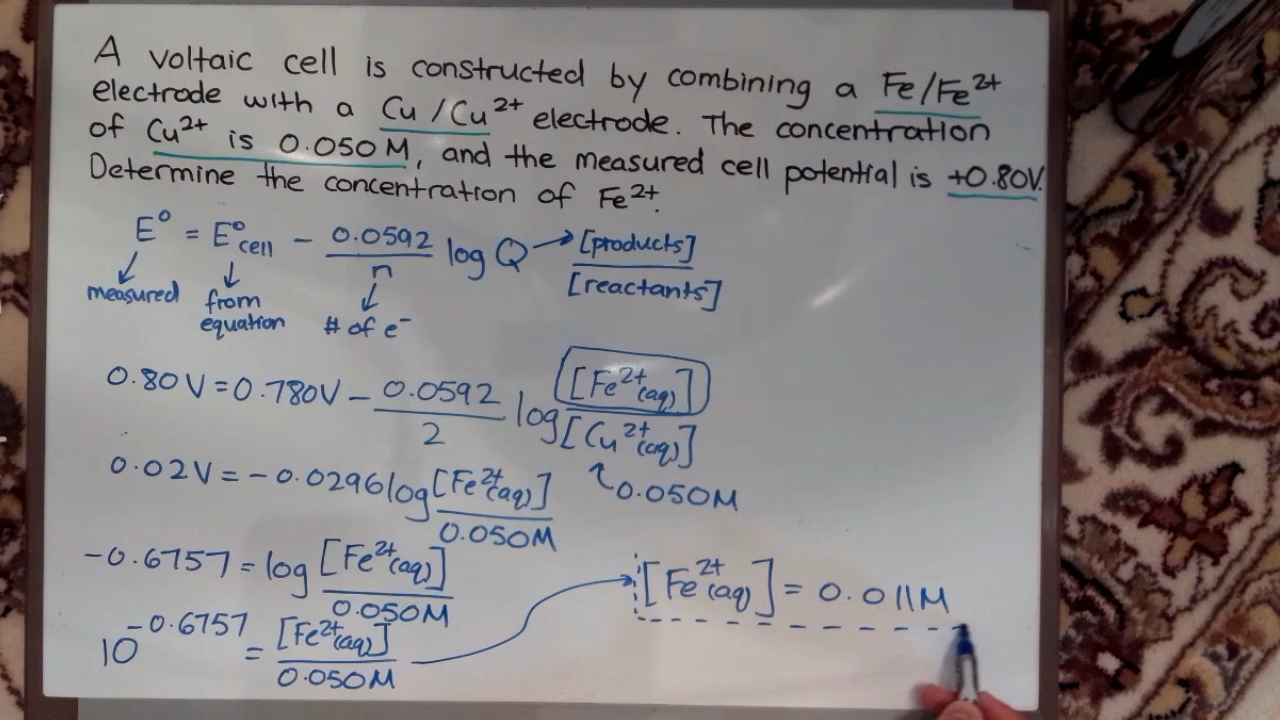 A voltaic cell is constructed by combining a Fe/Fe²⁺
electrode with a Cu/Cu²⁺ electrode. The concentration
of Cu²⁺ is 0.050M, and the measured cell potential is +0.80V.
Determine the concentration of Fe²⁺.
E° = E°cell − 0.0592/n log Q → [products]/[reactants]
measured
from equation
# of e⁻
0.80V = 0.780V − 0.0592/2 log [Fe²⁺(aq)]/[Cu²⁺(aq)]
0.050M
0.02V = −0.0296 log [Fe²⁺(aq)]/0.050M
−0.6757 = log [Fe²⁺(aq)]/0.050M
10^−0.6757 = [Fe²⁺(aq)]/0.050M
→ [Fe²⁺(aq)] = 0.011M